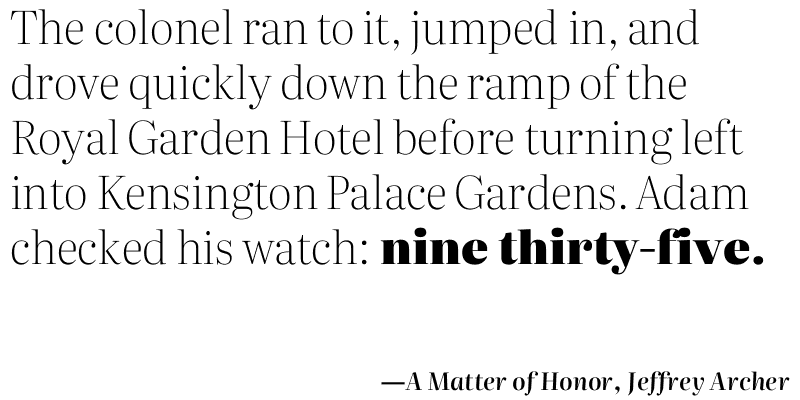 The colonel ran to it, jumped in, and
drove quickly down the ramp of the
Royal Garden Hotel before turning left
into Kensington Palace Gardens. Adam
checked his watch: nine thirty-five.
—A Matter of Honor, Jeffrey Archer